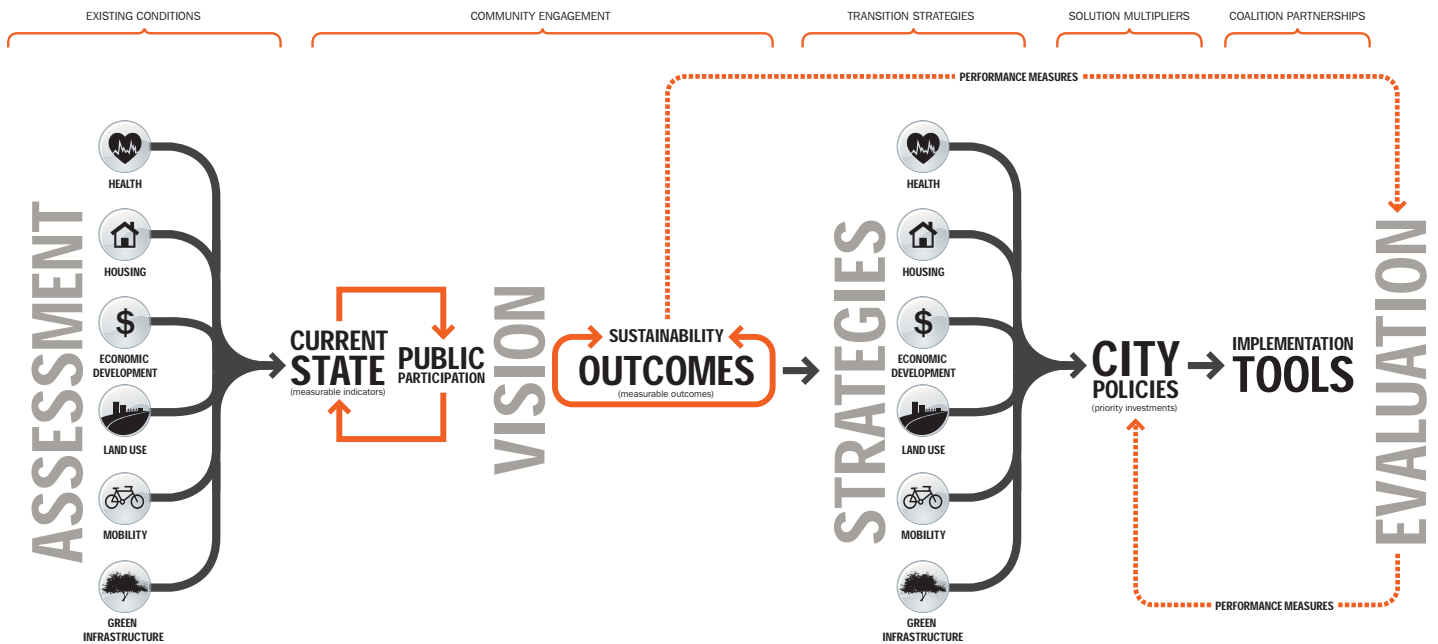 EXISTING CONDITIONS
COMMUNITY ENGAGEMENT
TRANSITION STRATEGIES
SOLUTION MULTIPLIERS
COALITION PARTNERSHIPS
PERFORMANCE MEASURES
ASSESSMENT
HEALTH
HOUSING
$
ECONOMIC
DEVELOPMENT
LAND USE
MOBILITY
GREEN
INFRASTRUCTURE
CURRENT
STATE
(measurable indicators)
PUBLIC
PARTICIPATION
VISION
SUSTAINABILITY
OUTCOMES
(measurable outcomes)
STRATEGIES
HEALTH
HOUSING
$
ECONOMIC
DEVELOPMENT
LAND USE
MOBILITY
GREEN
INFRASTRUCTURE
CITY
POLICIES
(priority investments)
IMPLEMENTATION
TOOLS
EVALUATION
PERFORMANCE MEASURES